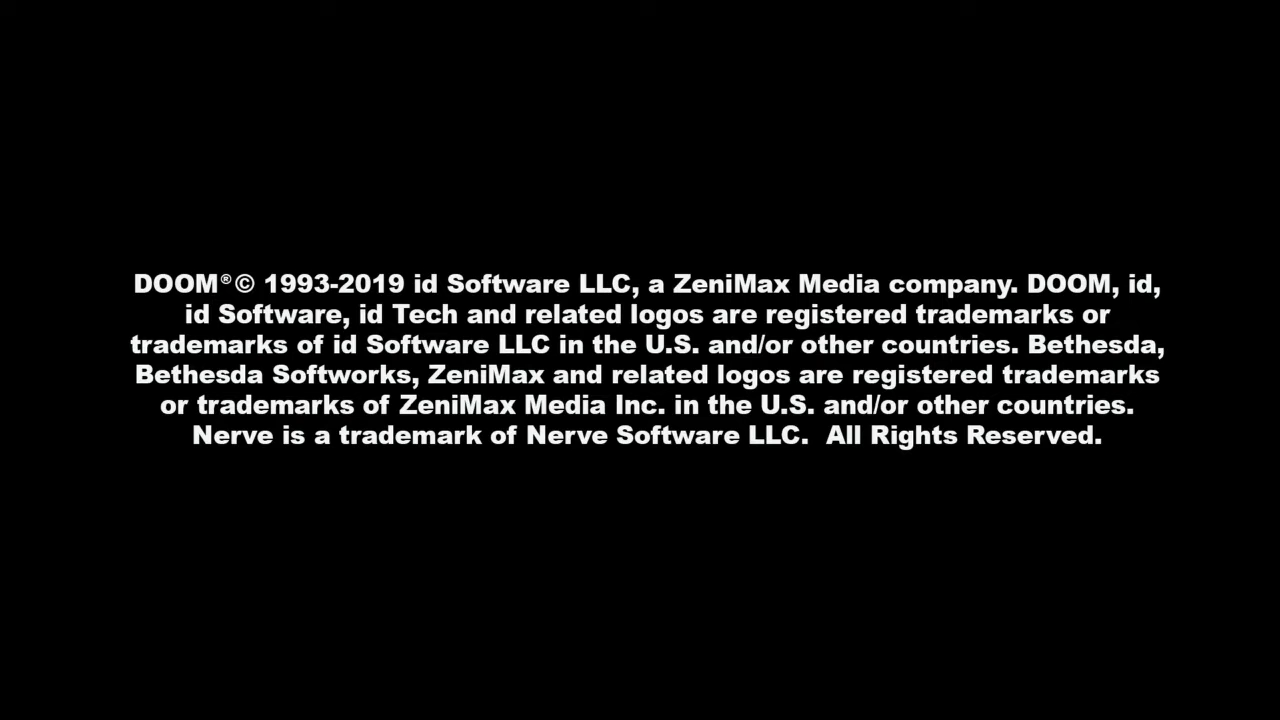 DOOM®© 1993-2019 id Software LLC, a ZeniMax Media company. DOOM, id,
id Software, id Tech and related logos are registered trademarks or
trademarks of id Software LLC in the U.S. and/or other countries. Bethesda,
Bethesda Softworks, ZeniMax and related logos are registered trademarks
or trademarks of ZeniMax Media Inc. in the U.S. and/or other countries.
Nerve is a trademark of Nerve Software LLC.  All Rights Reserved.